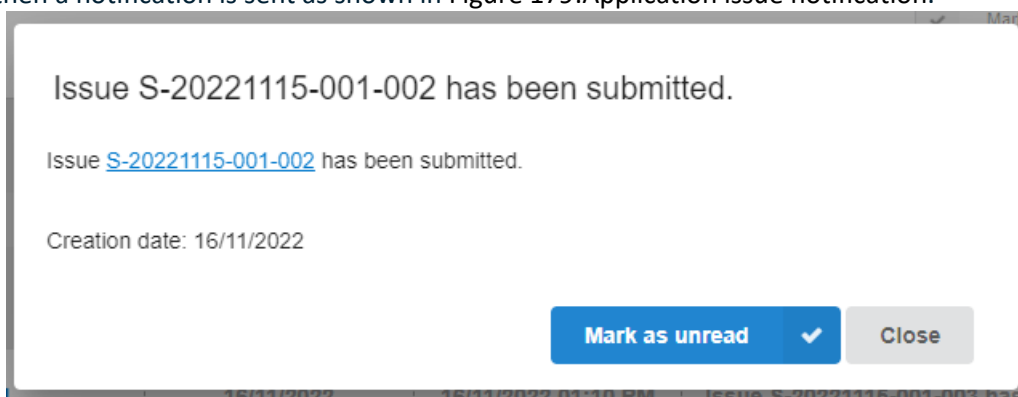 then a notification is sent as shown in Figure 179:Application issue notification.
Issue S-20221115-001-002 has been submitted.
Issue S-20221115-001-002 has been submitted.
Creation date: 16/11/2022
Mark as unread
Close
16/11/2022 16/11/2022 01:10 PM Issue S-20221115-001-003 has